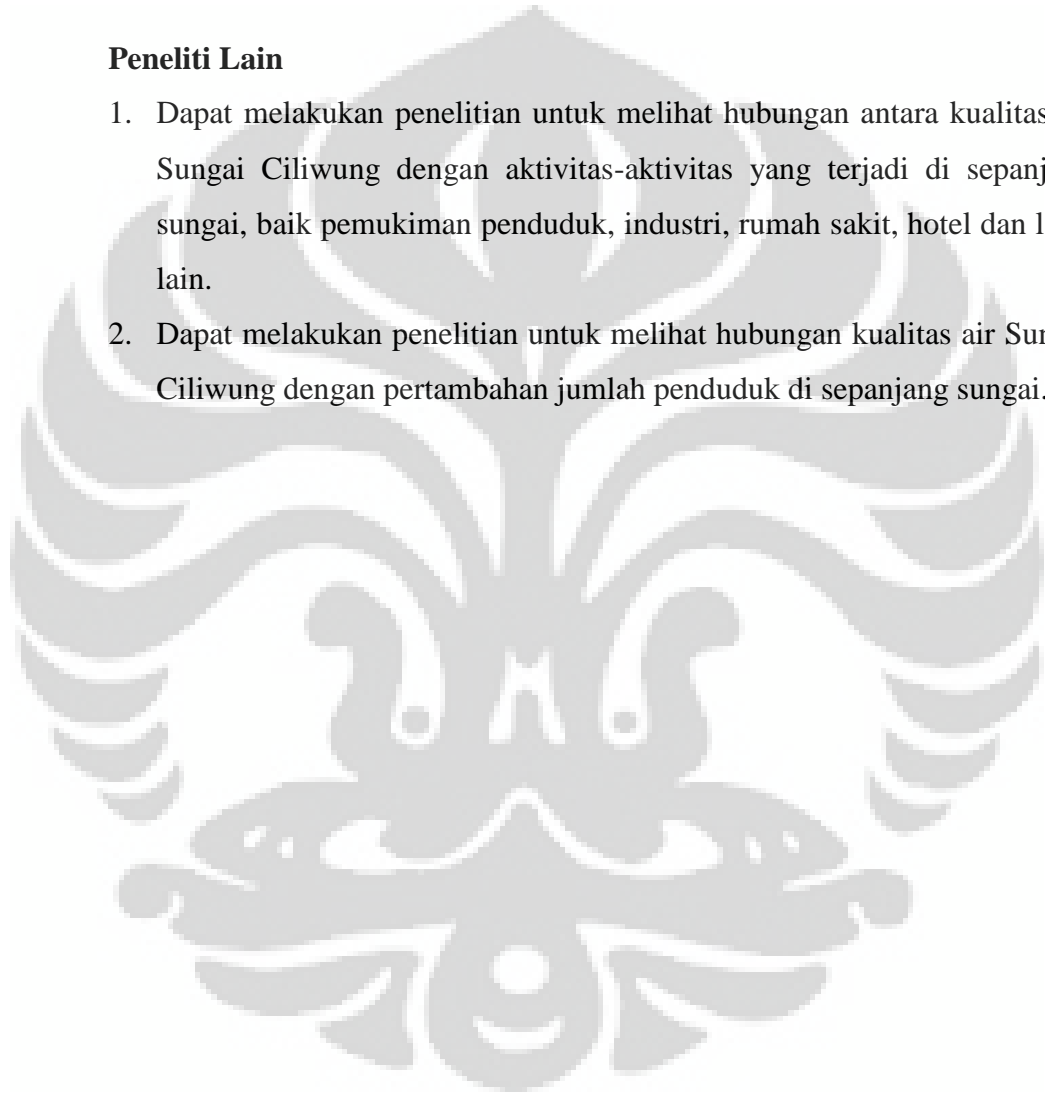 Peneliti Lain
1. Dapat melakukan penelitian untuk melihat hubungan antara kualitas
Sungai Ciliwung dengan aktivitas-aktivitas yang terjadi di sepanj
sungai, baik pemukiman penduduk, industri, rumah sakit, hotel dan l
lain.
2. Dapat melakukan penelitian untuk melihat hubungan kualitas air Sun
Ciliwung dengan pertambahan jumlah penduduk di sepanjang sungai.